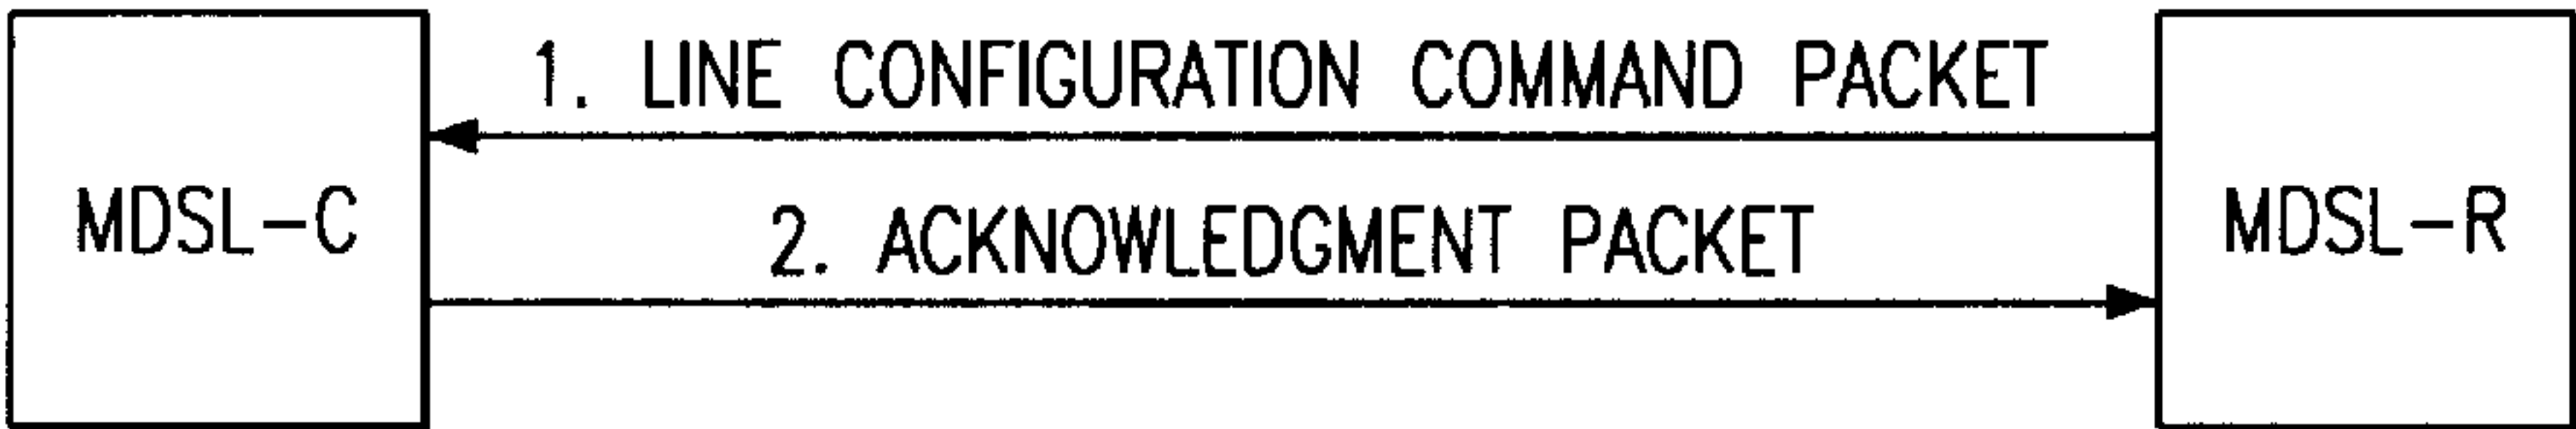 1. LINE CONFIGURATION COMMAND PACKET
MDSL-C
2. ACKNOWLEDGMENT PACKET
MDSL-R